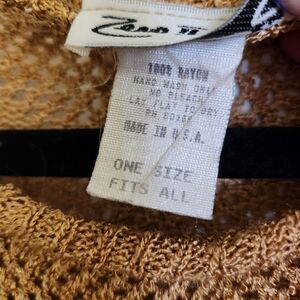 100% RAYON
HAND WASH ONLY
NO BLEACH
LAY FLAT TO DRY
MADE IN U.S.A.
ONE SIZE
FITS ALL